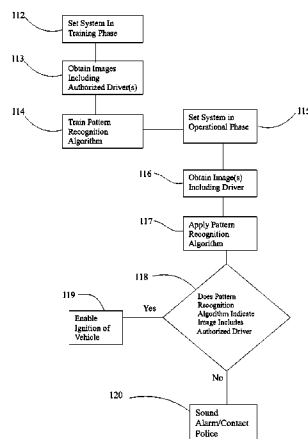 112
Set System In
Training Phase
113
Obtain Images
Including
Authorized Driver(s)
114
Train Pattern
Recognition
Algorithm
115
Set System in
Operational Phase
116
Obtain Image(s)
Including Driver
117
Apply Pattern
Recognition
Algorithm
118
Does Pattern
Recognition
Algorithm Indicate
Image Includes
Authorized Driver
119
Yes
Enable
Ignition of
Vehicle
No
120
Sound
Alarm/Contact
Police